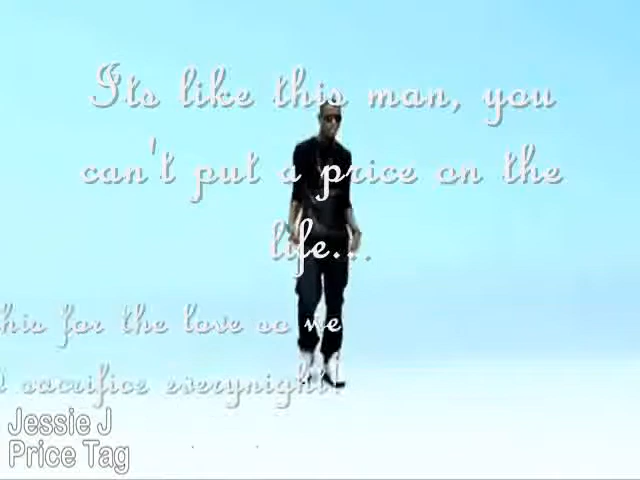 Its like this man, you
can't put a price on the
life...
his for the love so we
sacrifice everynight!
Jessie J
Price Tag